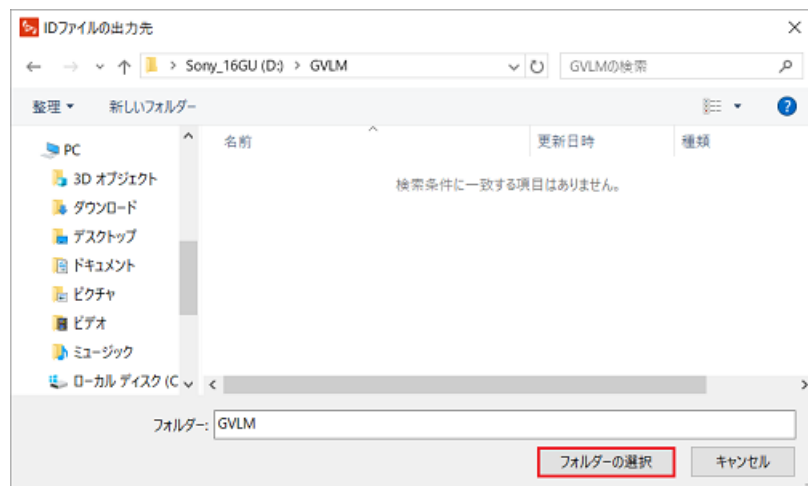 IDファイルの出力先
Sony_16GU (D:) > GVLM
GVLMの検索
整理
新しいフォルダー
名前
更新日時
種類
検索条件に一致する項目はありません。
PC
3D オブジェクト
ダウンロード
デスクトップ
ドキュメント
ピクチャ
ビデオ
ミュージック
ローカル ディスク (C
フォルダー: GVLM
フォルダーの選択
キャンセル